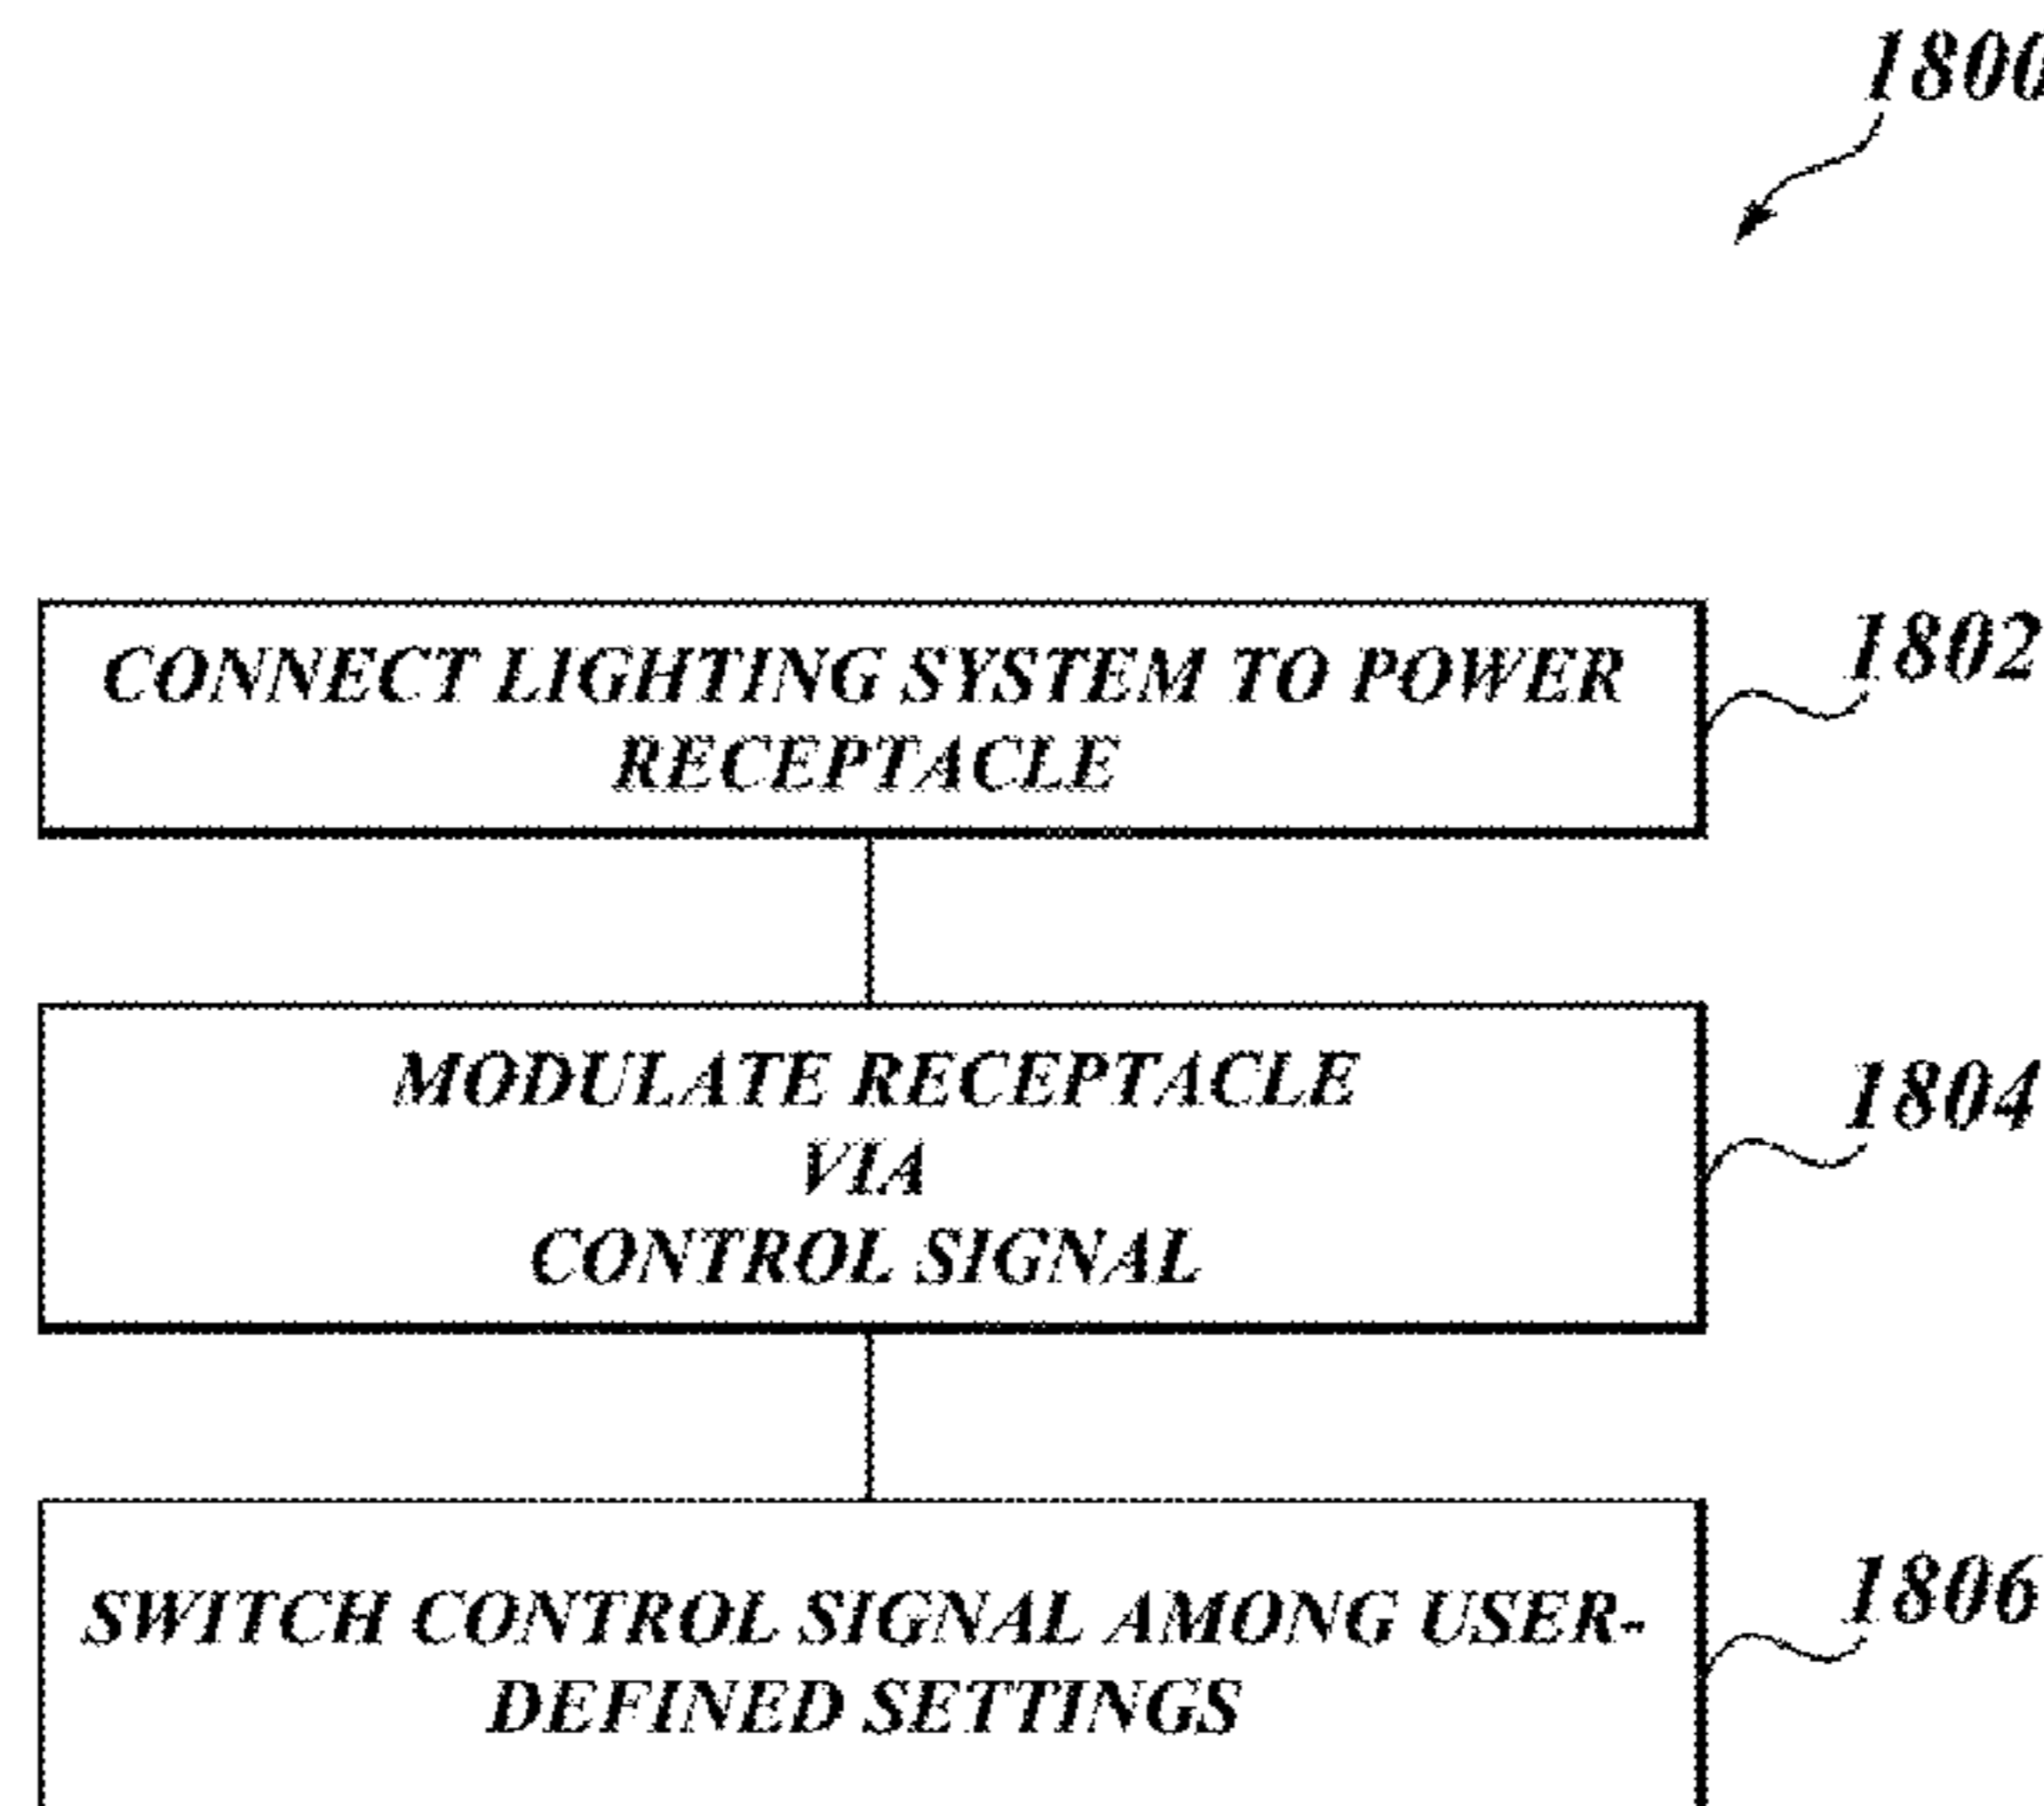 1800
CONNECT LIGHTING SYSTEM TO POWER
RECEPTACLE
1802
MODULATE RECEPTACLE
VIA
CONTROL SIGNAL
1804
SWITCH CONTROL SIGNAL AMONG USER-
DEFINED SETTINGS
1806